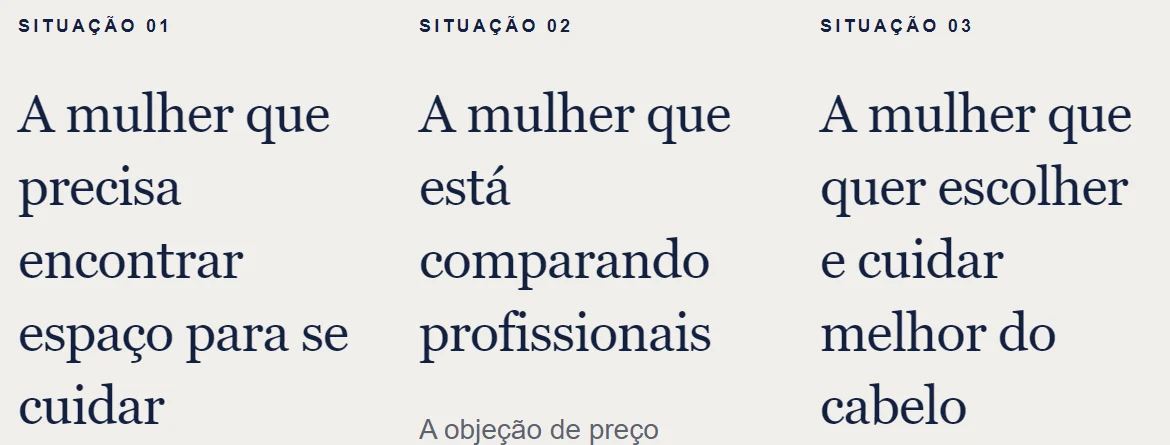 SITUAÇÃO 01
A mulher que
precisa
encontrar
espaço para se
cuidar
SITUAÇÃO 02
A mulher que
está
comparando
profissionais
A objeção de preço
SITUAÇÃO 03
A mulher que
quer escolher
e cuidar
melhor do
cabelo